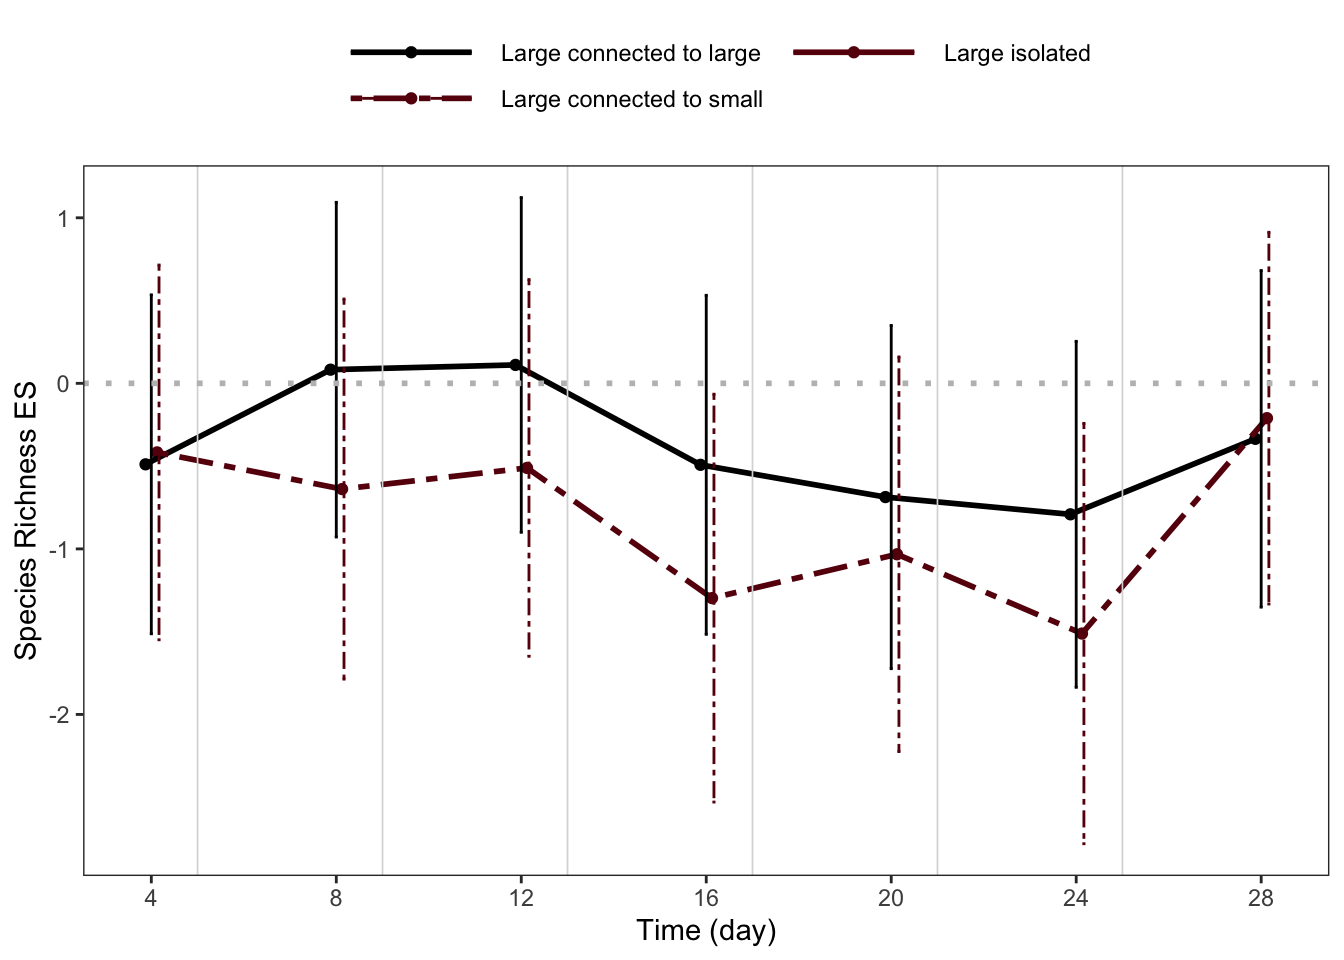 Large connected to large
Large isolated
Large connected to small
Species Richness ES
1
0
-1
-2
4
8
12
16
20
24
28
Time (day)